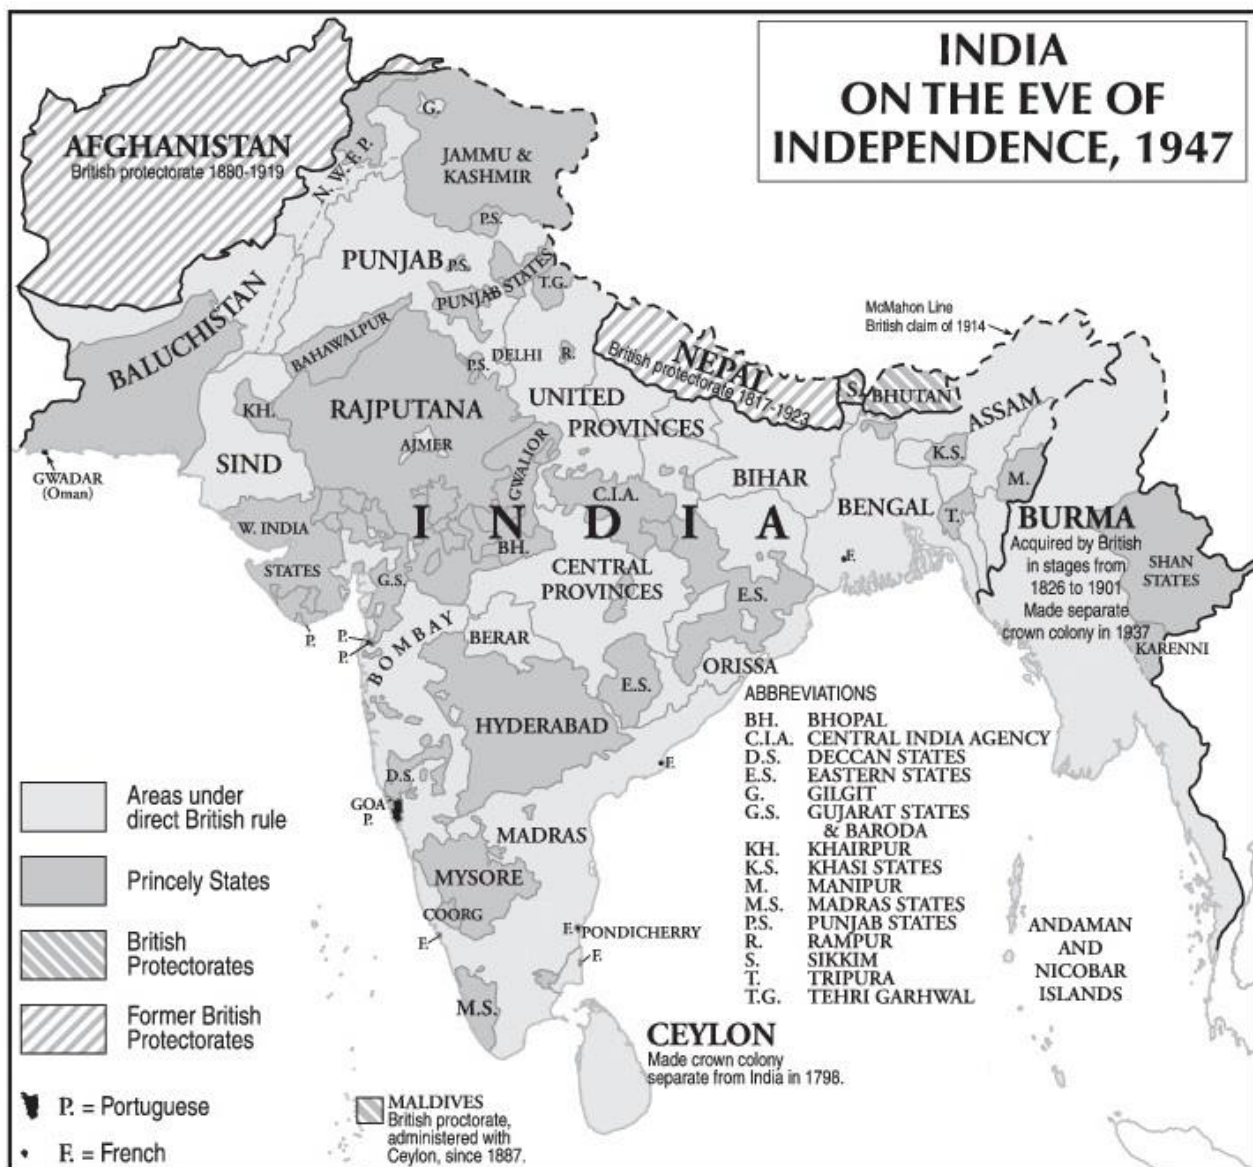 INDIA
ON THE EVE OF
INDEPENDENCE, 1947
AFGHANISTAN
British protectorate 1880-1919
N. W. F. P.
G.
JAMMU &
KASHMIR
P.S.
PUNJAB
P.S.
PUNJAB STATES
T.G.
BALUCHISTAN
BAHAWALPUR
P.S.
DELHI
R.
NEPAL
British protectorate 1817-1923
McMahon Line
British claim of 1914
S.
BHUTAN
ASSAM
KH.
RAJPUTANA
AJMER
UNITED
PROVINCES
GWALIOR
SIND
GWADAR
(Oman)
BIHAR
K.S.
M.
C.I.A.
BENGAL
T.
W. INDIA
STATES
INDIA
BH.
F.
BURMA
Acquired by British
in stages from
1826 to 1901
Made separate
crown colony in 1937
SHAN
STATES
KARENNI
G.S.
CENTRAL
PROVINCES
E.S.
P.
P.
P.
BOMBAY
BERAR
ORISSA
E.S.
HYDERABAD
D.S.
F.
GOA
P.
MADRAS
MYSORE
COORG
F.
F.
PONDICHERRY
F.
M.S.
ABBREVIATIONS
BH. BHOPAL
C.I.A. CENTRAL INDIA AGENCY
D.S. DECCAN STATES
E.S. EASTERN STATES
G. GILGIT
G.S. GUJARAT STATES
& BARODA
KH. KHAIRPUR
K.S. KHASI STATES
M. MANIPUR
M.S. MADRAS STATES
P.S. PUNJAB STATES
R. RAMPUR
S. SIKKIM
T. TRIPURA
T.G. TEHRI GARHWAL
ANDAMAN
AND
NICOBAR
ISLANDS
CEYLON
Made crown colony
separate from India in 1798.
Areas under
direct British rule
Princely States
British
Protectorates
Former British
Protectorates
P. = Portuguese
F. = French
MALDIVES
British proctorate,
administered with
Ceylon, since 1887.